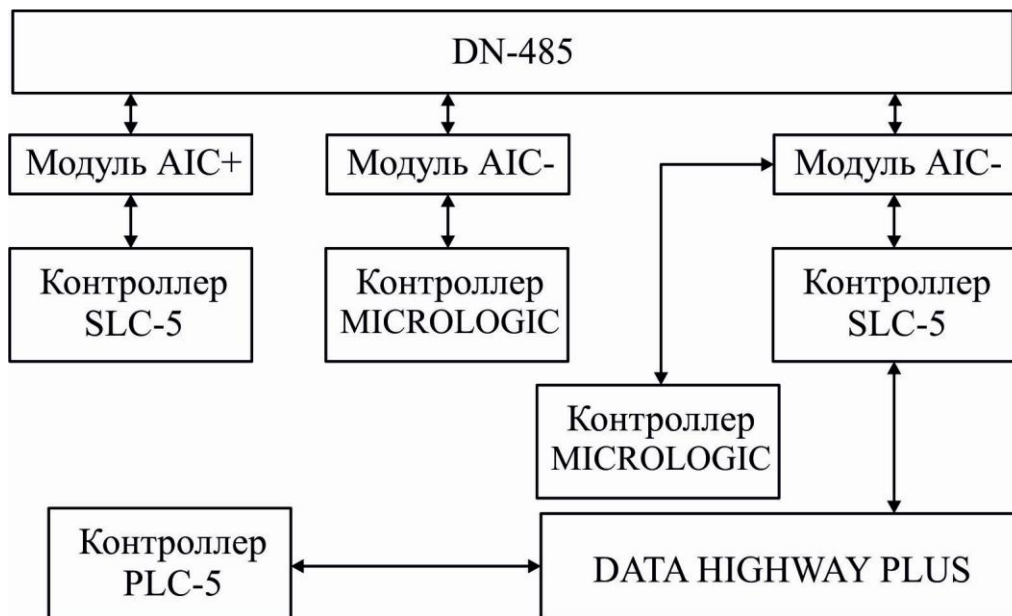 DN-485
Модуль AIC+
Модуль AIC-
Модуль AIC-
Контроллер
SLC-5
Контроллер
MICROLOGIC
Контроллер
SLC-5
Контроллер
MICROLOGIC
Контроллер
PLC-5
DATA HIGHWAY PLUS